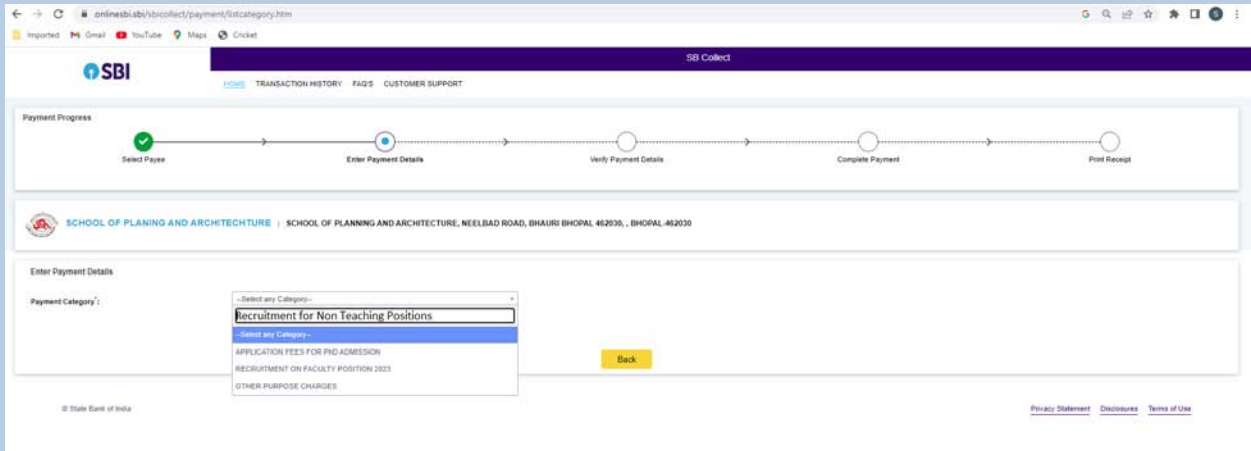 onlinesbi.sbi/sbicollect/payment/listcategory.htm
Imported Gmail YouTube Maps Cricket
SBI
SB Collect
HOME TRANSACTION HISTORY FAQ'S CUSTOMER SUPPORT
Payment Progress
Select Payee Enter Payment Details Verify Payment Details Complete Payment Print Receipt
SCHOOL OF PLANING AND ARCHITECHTURE | SCHOOL OF PLANNING AND ARCHITECTURE, NEELBAD ROAD, BHAURI BHOPAL 462030, , BHOPAL-462030
Enter Payment Details
Payment Category*: --Select any Category--
Recruitment for Non Teaching Positions
--Select any Category--
APPLICATION FEES FOR PHD ADMISSION
RECRUITMENT ON FACULTY POSITION 2023
OTHER PURPOSE CHARGES
Back
© State Bank of India
Privacy Statement Disclosures Terms of Use